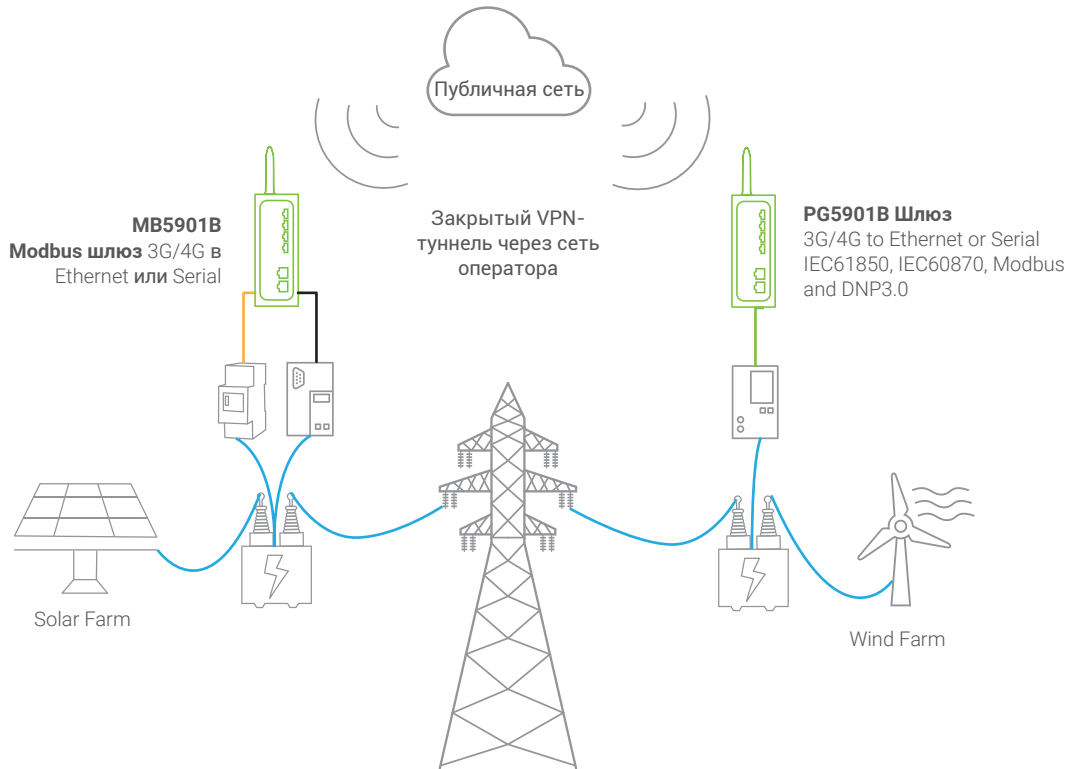 Публичная сеть
MB5901B
Modbus шлюз 3G/4G в
Ethernet или Serial
Закрытый VPN-
туннель через сеть
оператора
PG5901B Шлюз
3G/4G to Ethernet or Serial
IEC61850, IEC60870, Modbus
and DNP3.0
Solar Farm
Wind Farm